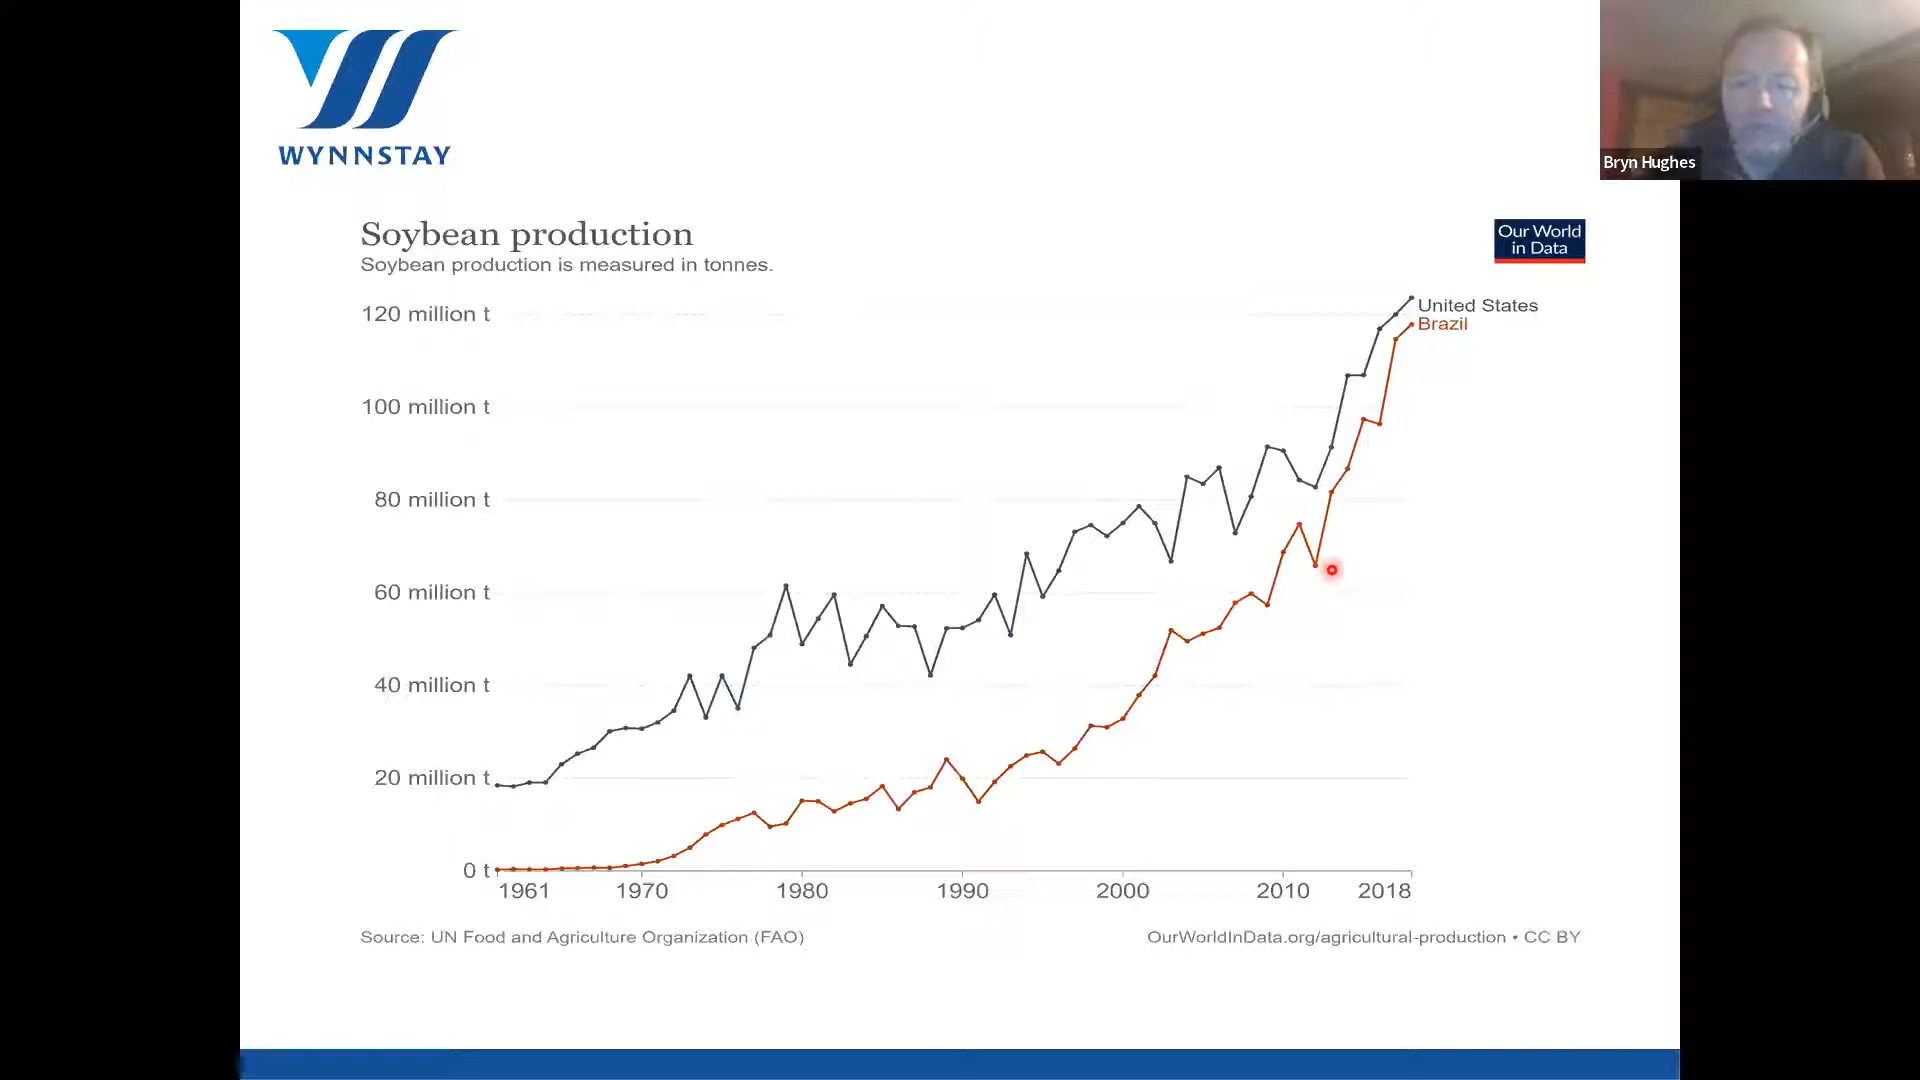 WYNNSTAY
Bryn Hughes
Soybean production
Soybean production is measured in tonnes.
Our World
in Data
120 million t
100 million t
80 million t
60 million t
40 million t
20 million t
0 t
United States
Brazil
1961 1970 1980 1990 2000 2010 2018
Source: UN Food and Agriculture Organization (FAO)
OurWorldInData.org/agricultural-production • CC BY